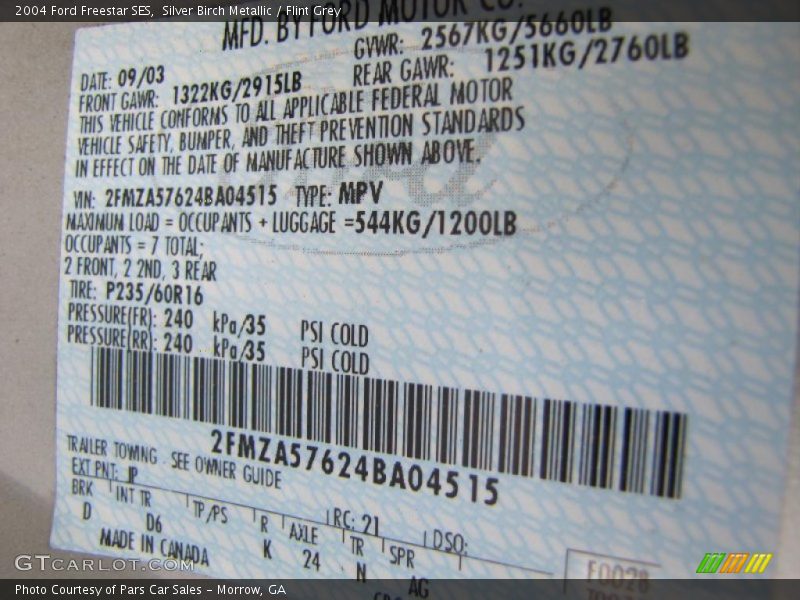 2004 Ford Freestar SES, Silver Birch Metallic / Flint Grey
MFD. BY FORD MOTOR CO.
DATE: 09/03 GVWR: 2567KG/5660LB
FRONT GAWR: 1322KG/2915LB REAR GAWR: 1251KG/2760LB
THIS VEHICLE CONFORMS TO ALL APPLICABLE FEDERAL MOTOR
VEHICLE SAFETY, BUMPER, AND THEFT PREVENTION STANDARDS
IN EFFECT ON THE DATE OF MANUFACTURE SHOWN ABOVE.
VIN: 2FMZA57624BA04515 TYPE: MPV
MAXIMUM LOAD = OCCUPANTS + LUGGAGE =544KG/1200LB
OCCUPANTS = 7 TOTAL;
2 FRONT, 2 2ND, 3 REAR
TIRE: P235/60R16
PRESSURE(FR): 240 kPa/35 PSI COLD
PRESSURE(RR): 240 kPa/35 PSI COLD
2FMZA57624BA04515
TRAILER TOWING - SEE OWNER GUIDE
EXT PNT: JP RC: 21 DSO:
BRK INT TR TP/PS R AXLE TR SPR
D D6 K 24 N AG
MADE IN CANADA
F0028
GTcarlot.com
Photo Courtesy of Pars Car Sales - Morrow, GA